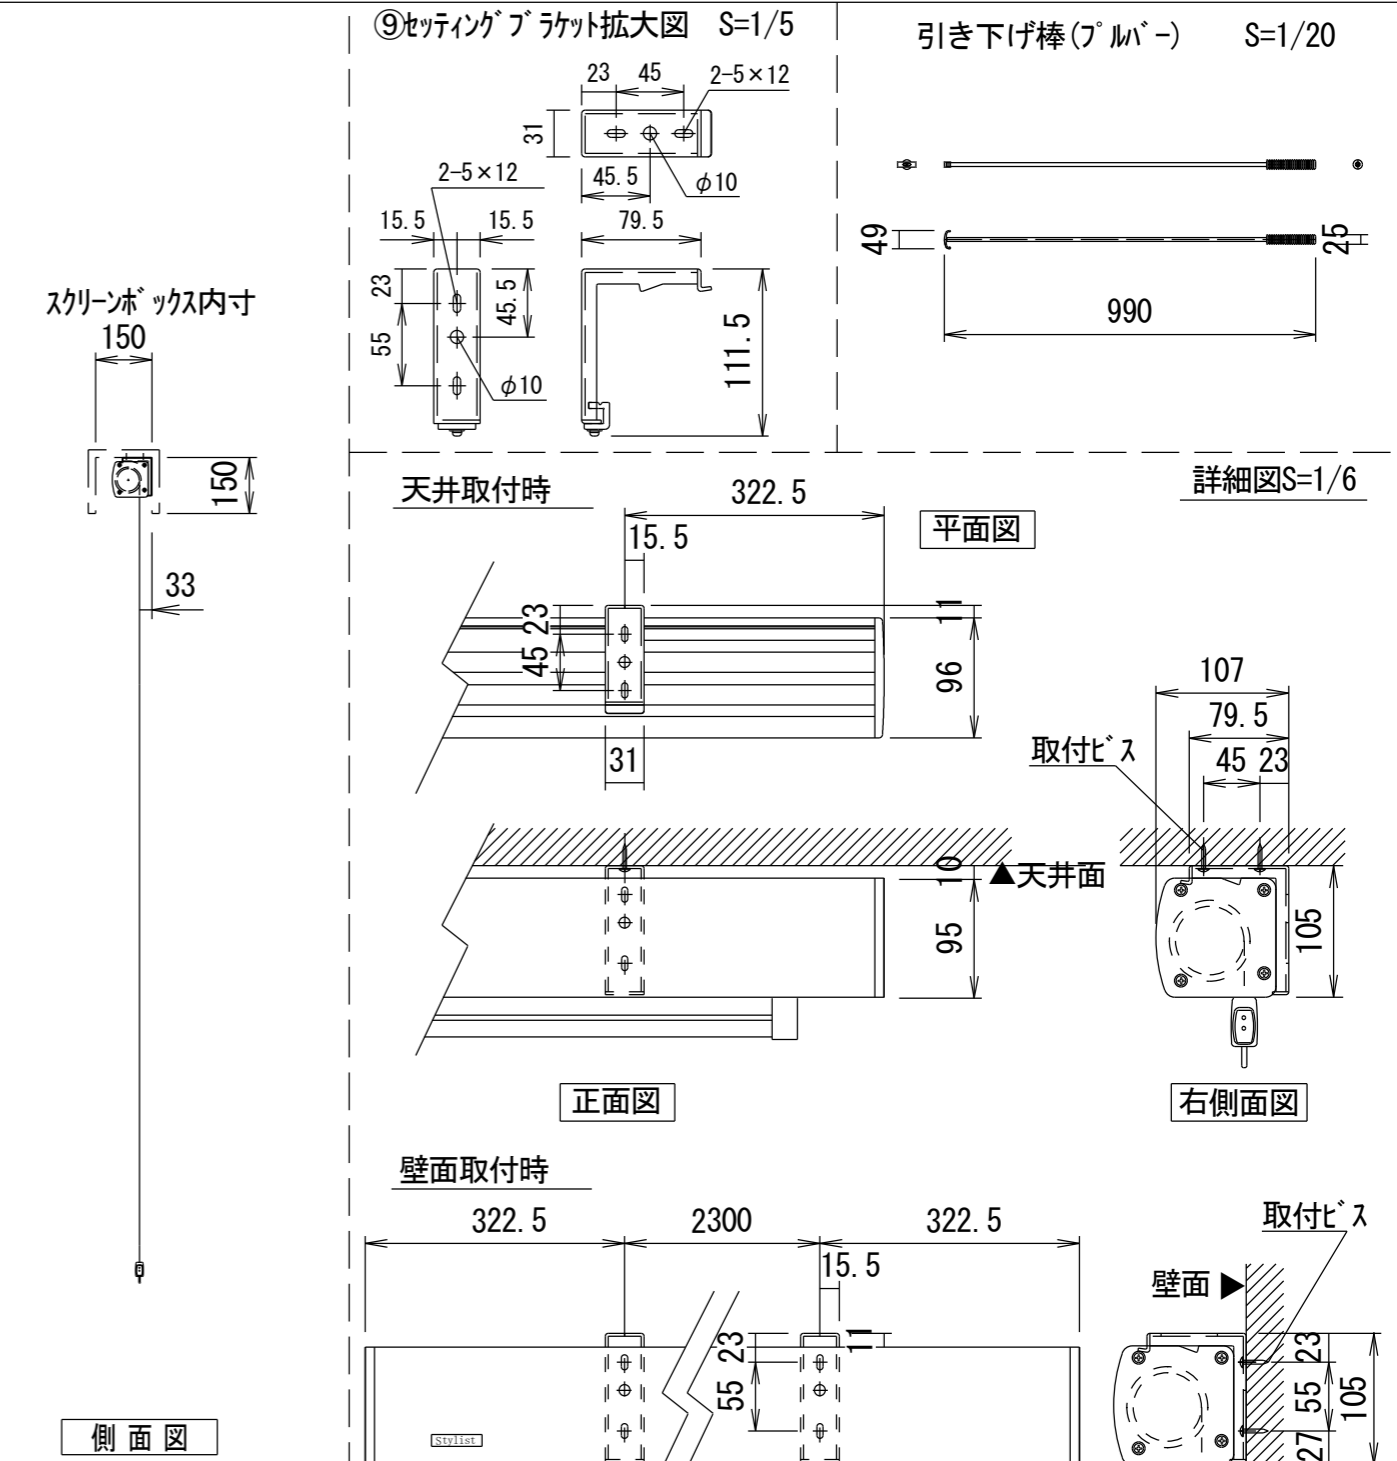 ⑨セッティングブラケット拡大図 S=1/5
23 45 2-5×12
31
45.5 φ10
2-5×12
15.5 15.5 79.5
23
45.5
55
φ10
111.5
引き下げ棒(プルバー) S=1/20
49
25
990
スクリーンボックス内寸
150
150
33
側面図
天井取付時
詳細図S=1/6
322.5
平面図
15.5
23
45
11
96
31
107
79.5
取付ビス
45 23
10
▲天井面
95
105
正面図
右側面図
壁面取付時
322.5 2300 322.5
取付ビス
15.5
壁面▶
23
11
55
23
55
105
27
Stylist